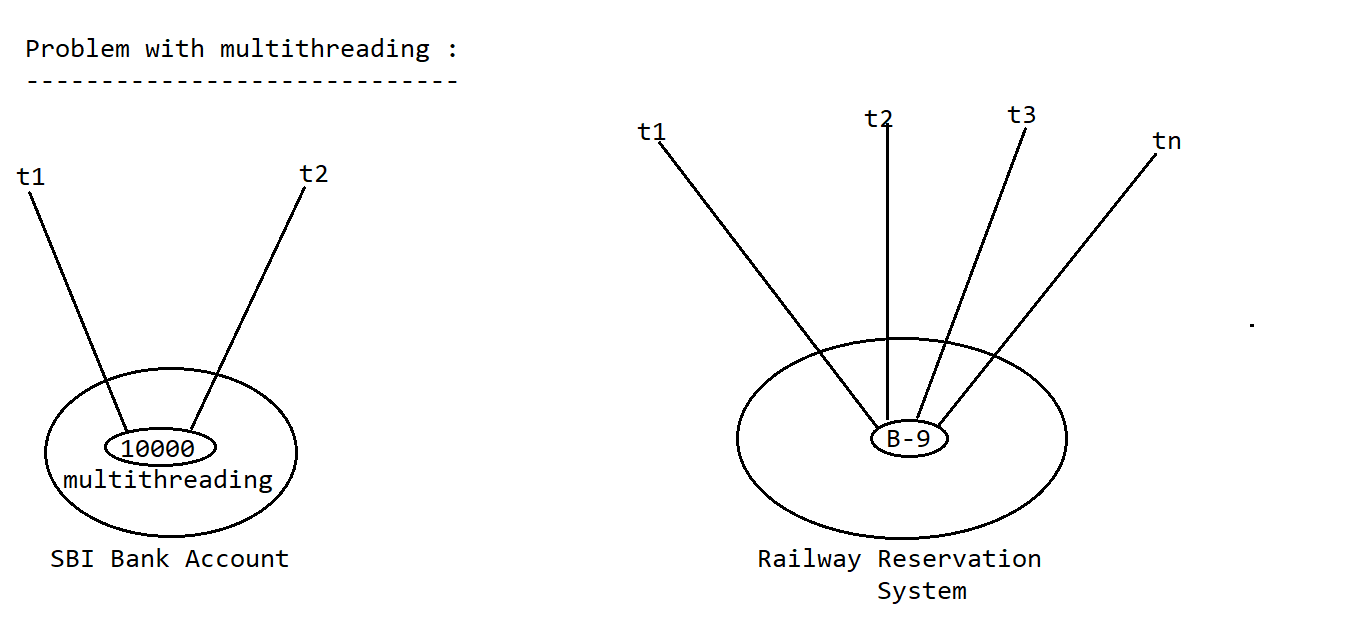 Problem with multithreading :
-----------------------------
t1
t2
10000
multithreading
SBI Bank Account
t1
t2
t3
tn
B-9
Railway Reservation
System